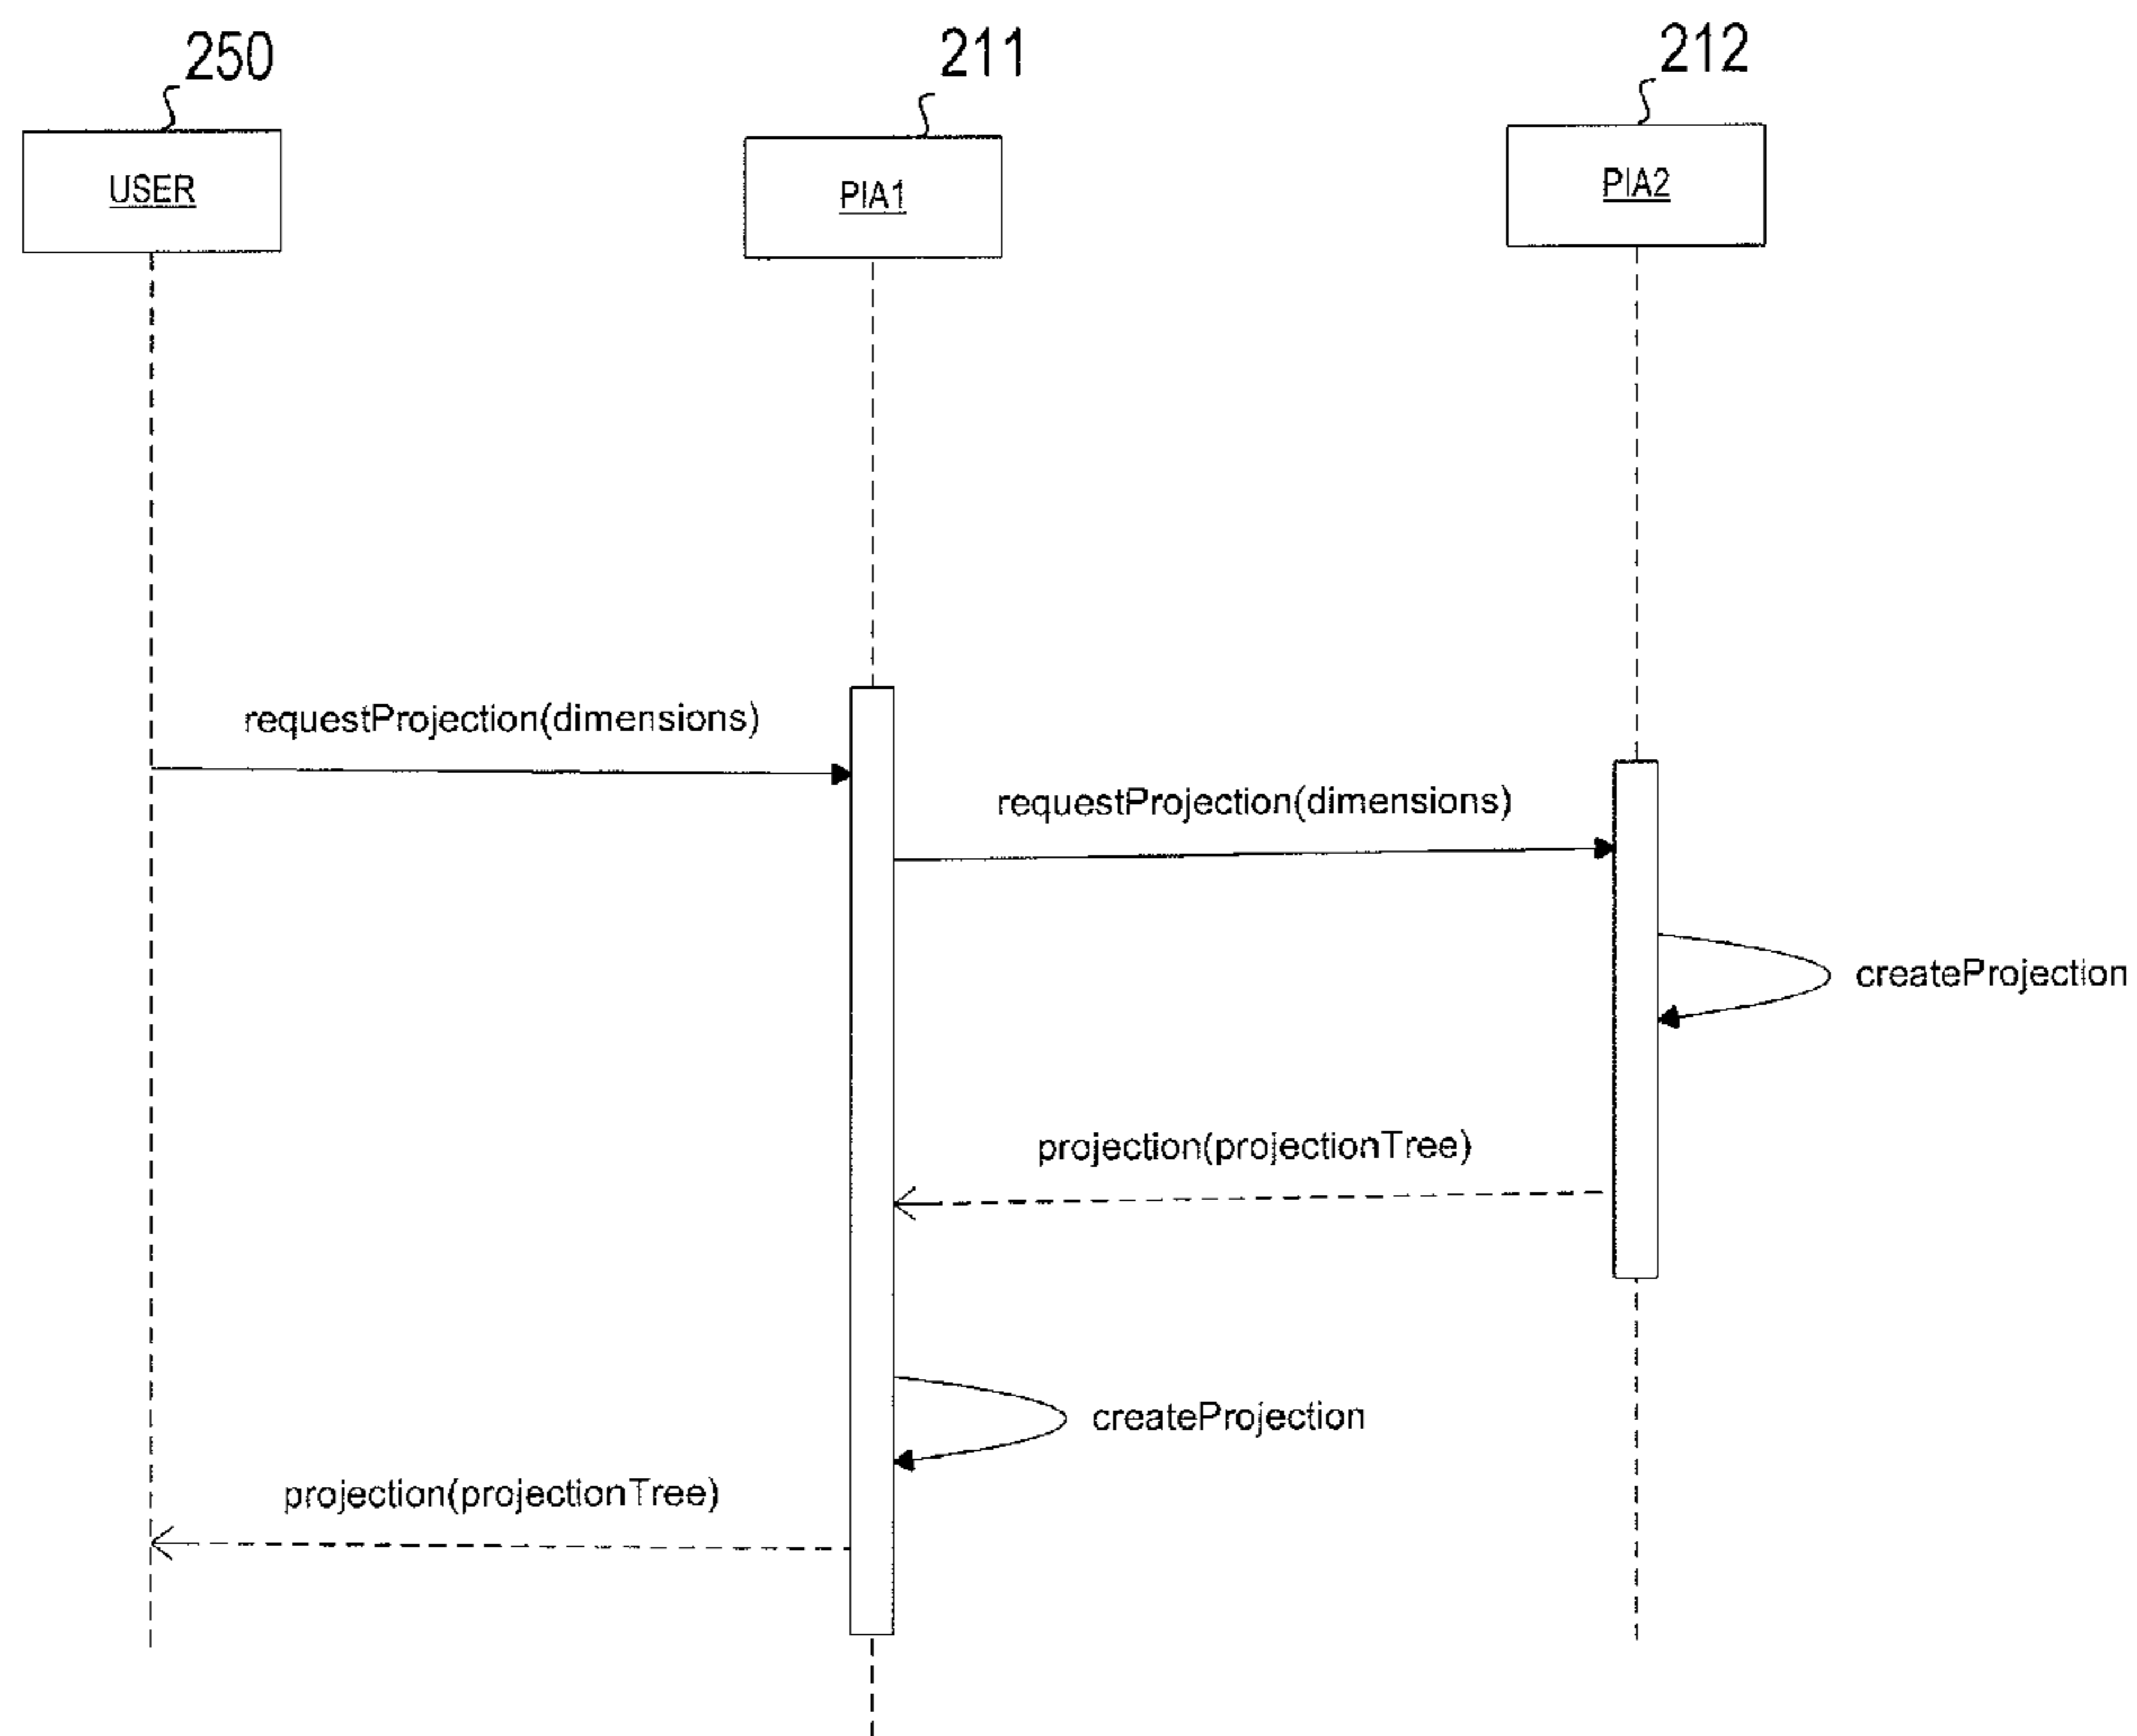 250
211
212
USER
PIA1
PIA2
requestProjection(dimensions)
requestProjection(dimensions)
createProjection
projection(projectionTree)
createProjection
projection(projectionTree)